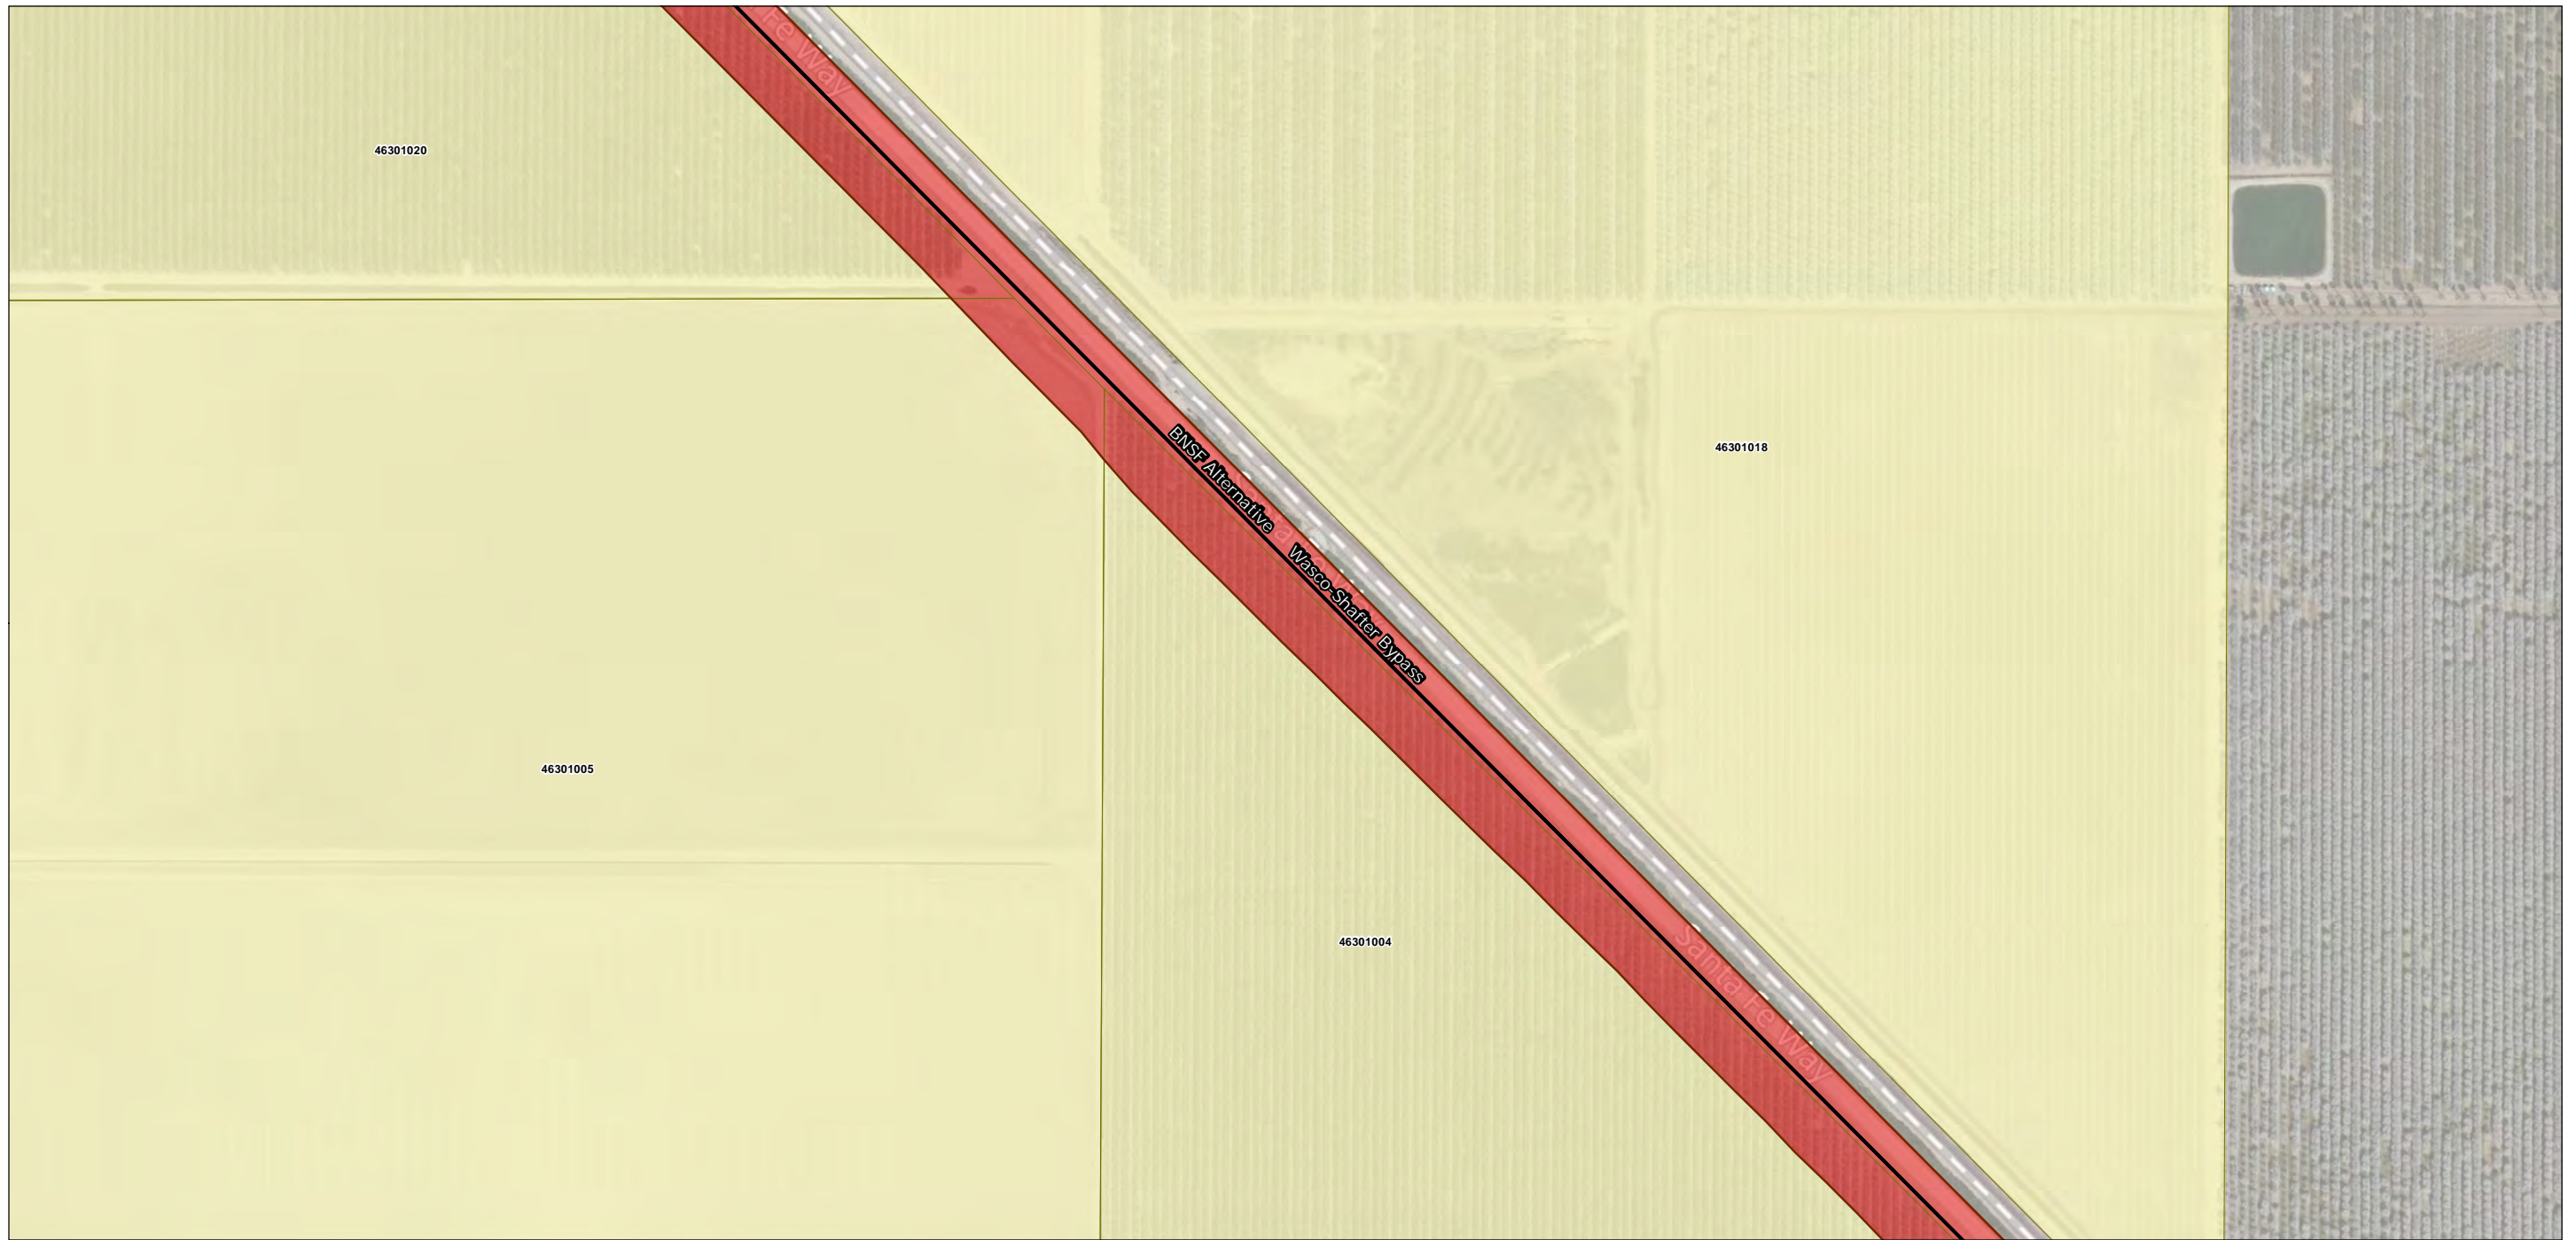 Fe Way
46301020
46301018
BNSF Alternative
Wasco-Shafter Bypass
46301005
46301004
Santa Fe Way